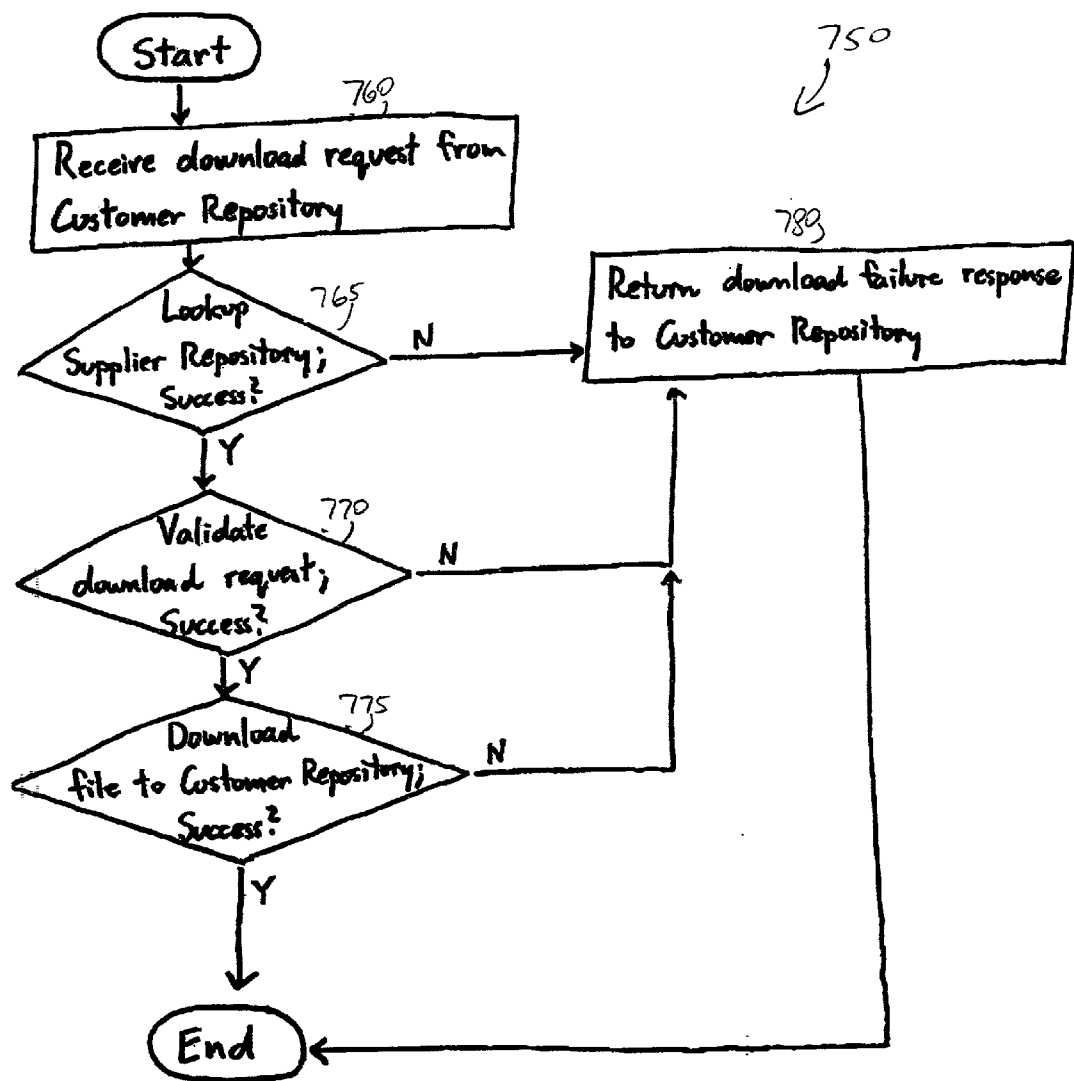 Start
750
760
Receive download request from
Customer Repository
780
Return download failure response
to Customer Repository
765
Lookup
Supplier Repository;
Success?
N
Y
770
Validate
download request;
Success?
N
Y
775
Download
file to Customer Repository;
Success?
N
Y
End